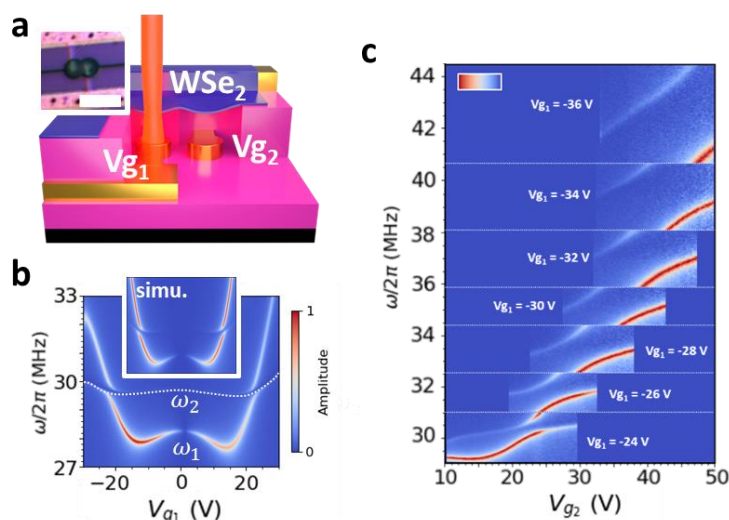 a
WSe2
Vg1
Vg2
b
ω/2π (MHz)
33
30
27
simu.
ω2
ω1
1
Amplitude
0
−20
0
20
Vg1 (V)
c
ω/2π (MHz)
44
42
40
38
36
34
32
30
Vg1 = -36 V
Vg1 = -34 V
Vg1 = -32 V
Vg1 = -30 V
Vg1 = -28 V
Vg1 = -26 V
Vg1 = -24 V
10
20
30
40
50
Vg2 (V)